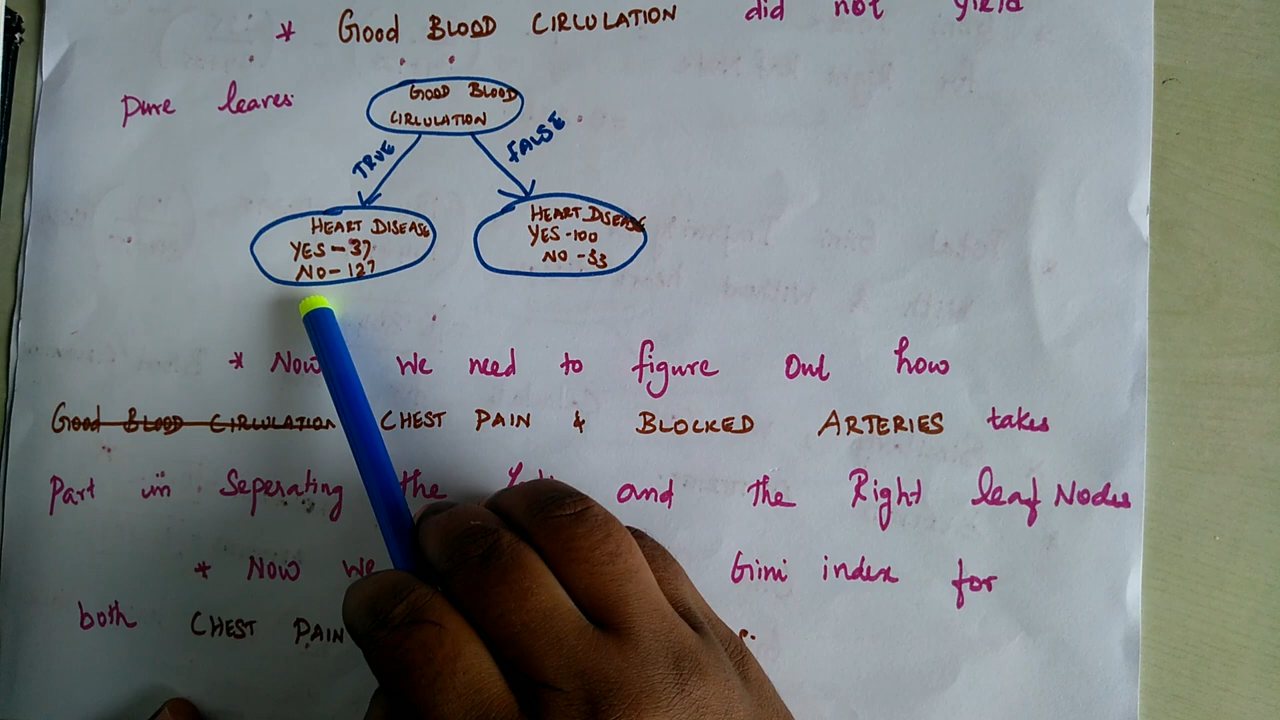 * Good BLOOD CIRCULATION did not yield
Pure leaves
GOOD BLOOD
CIRCULATION
TRUE
FALSE
HEART DISEASE
YES - 37
NO - 127
HEART DISEASE
YES - 100
NO - 33
* Now we need to figure out how
Good BLOOD CIRCULATION CHEST PAIN & BLOCKED ARTERIES takes
Part in Seperating the and the Right leaf Nodes
* Now we Gini index for
both CHEST PAIN